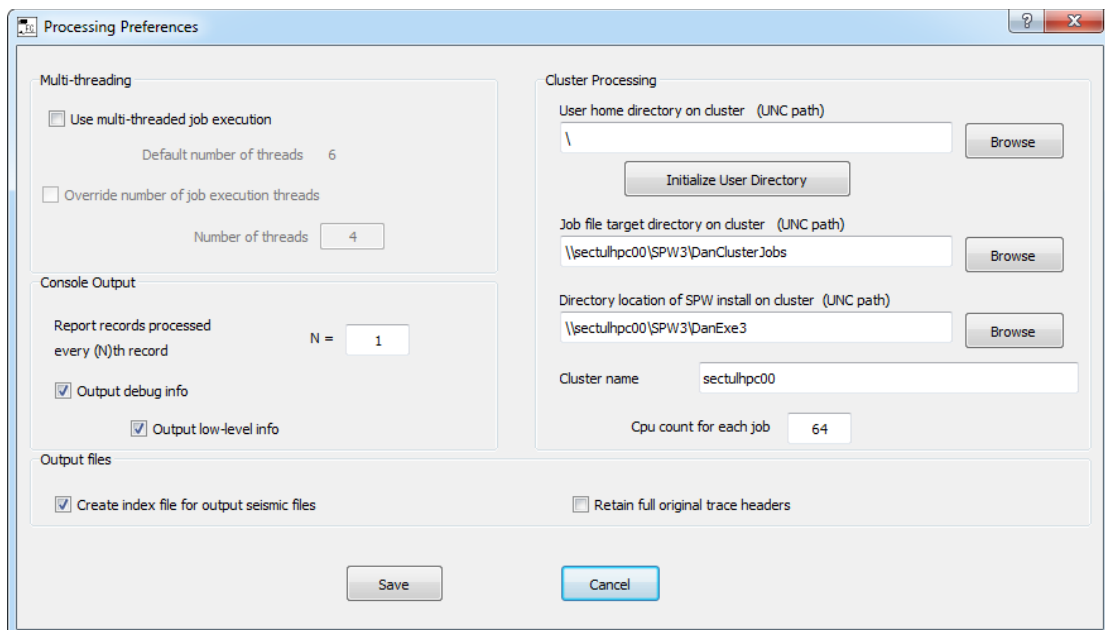 Processing Preferences
Multi-threading
Use multi-threaded job execution
Default number of threads 6
Override number of job execution threads
Number of threads 4
Console Output
Report records processed
every (N)th record
N = 1
Output debug info
Output low-level info
Cluster Processing
User home directory on cluster (UNC path)
\ Browse
Initialize User Directory
Job file target directory on cluster (UNC path)
\\sectulhpc00\SPW3\DanClusterJobs Browse
Directory location of SPW install on cluster (UNC path)
\\sectulhpc00\SPW3\DanExe3 Browse
Cluster name sectulhpc00
Cpu count for each job 64
Output files
Create index file for output seismic files
Retain full original trace headers
Save Cancel